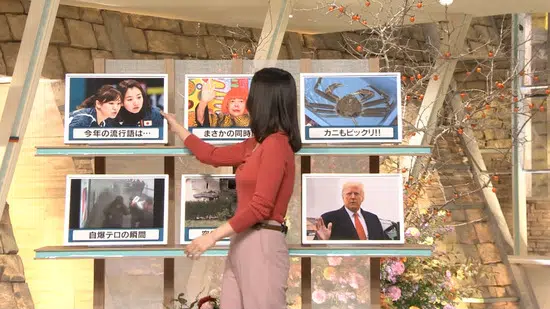 今年の流行語は…
まさかの同時
カニもビックリ!!
自爆テロの瞬間